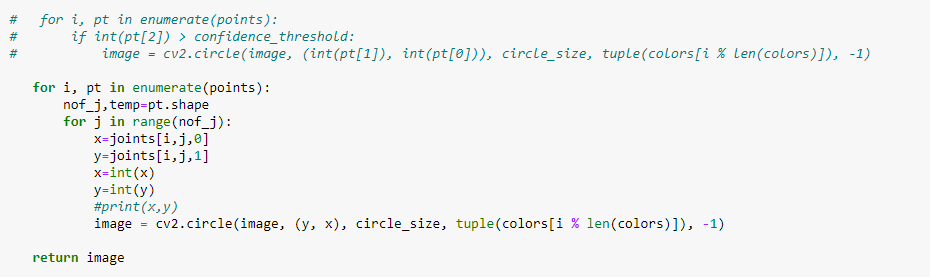 #   for i, pt in enumerate(points):
#       if int(pt[2]) > confidence_threshold:
#           image = cv2.circle(image, (int(pt[1]), int(pt[0])), circle_size, tuple(colors[i % len(colors)]), -1)
for i, pt in enumerate(points):
    nof_j,temp=pt.shape
    for j in range(nof_j):
        x=joints[i,j,0]
        y=joints[i,j,1]
        x=int(x)
        y=int(y)
        #print(x,y)
        image = cv2.circle(image, (y, x), circle_size, tuple(colors[i % len(colors)]), -1)
return image